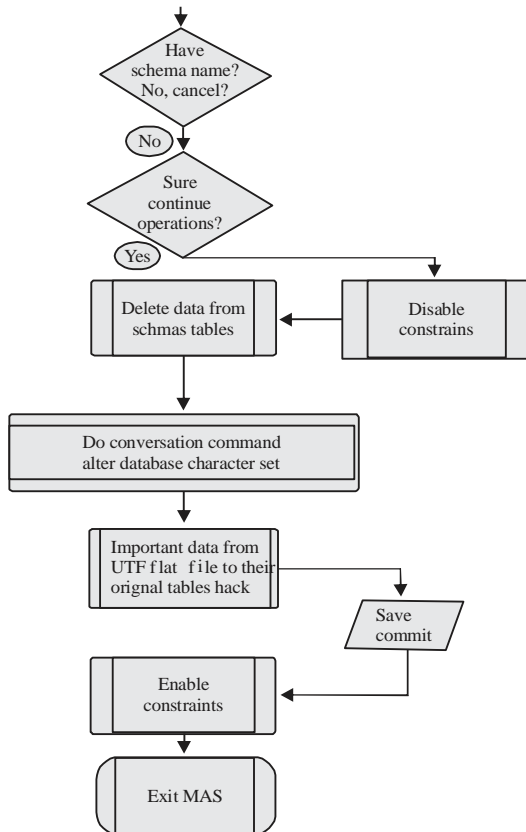 Have
schema name?
No, cancel?
No
Sure
continue
operations?
Yes
Delete data from
schmas tables
Disable
constrains
Do conversation command
alter database character set
Important data from
UTF flat file to their
orignal tables hack
Save
commit
Enable
constraints
Exit MAS